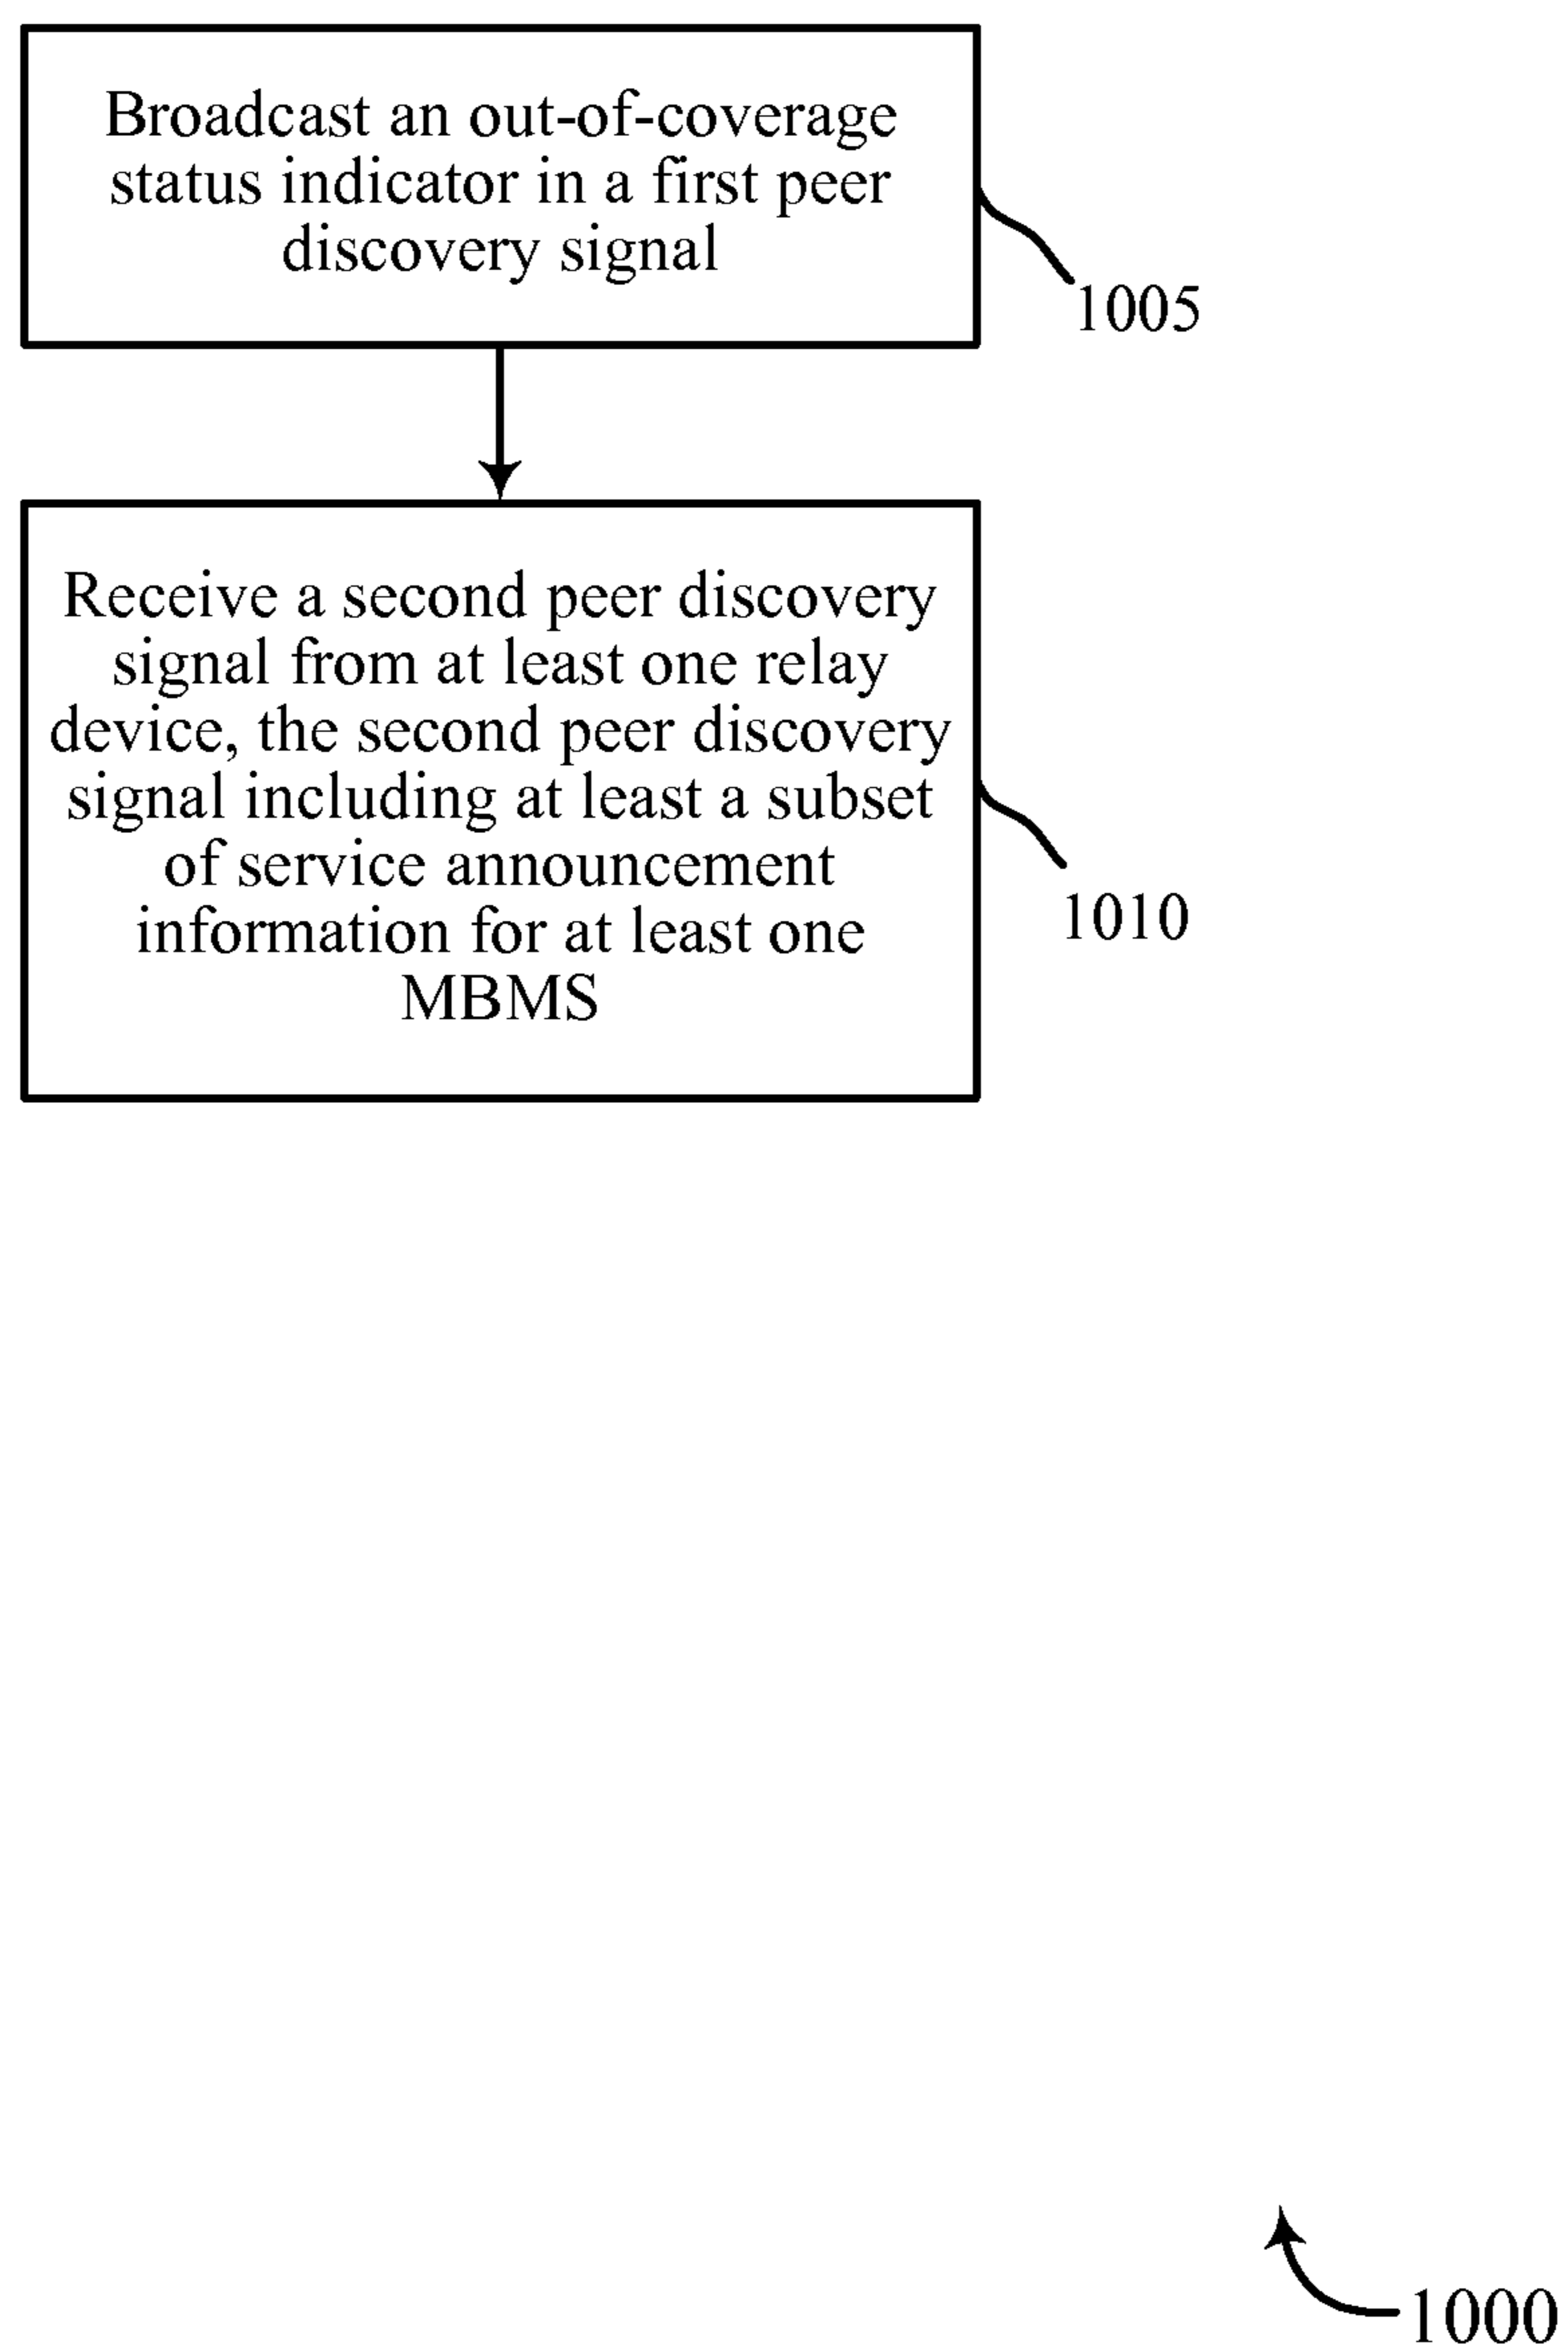 Broadcast an out-of-coverage
status indicator in a first peer
discovery signal
1005
Receive a second peer discovery
signal from at least one relay
device, the second peer discovery
signal including at least a subset
of service announcement
information for at least one
MBMS
1010
1000